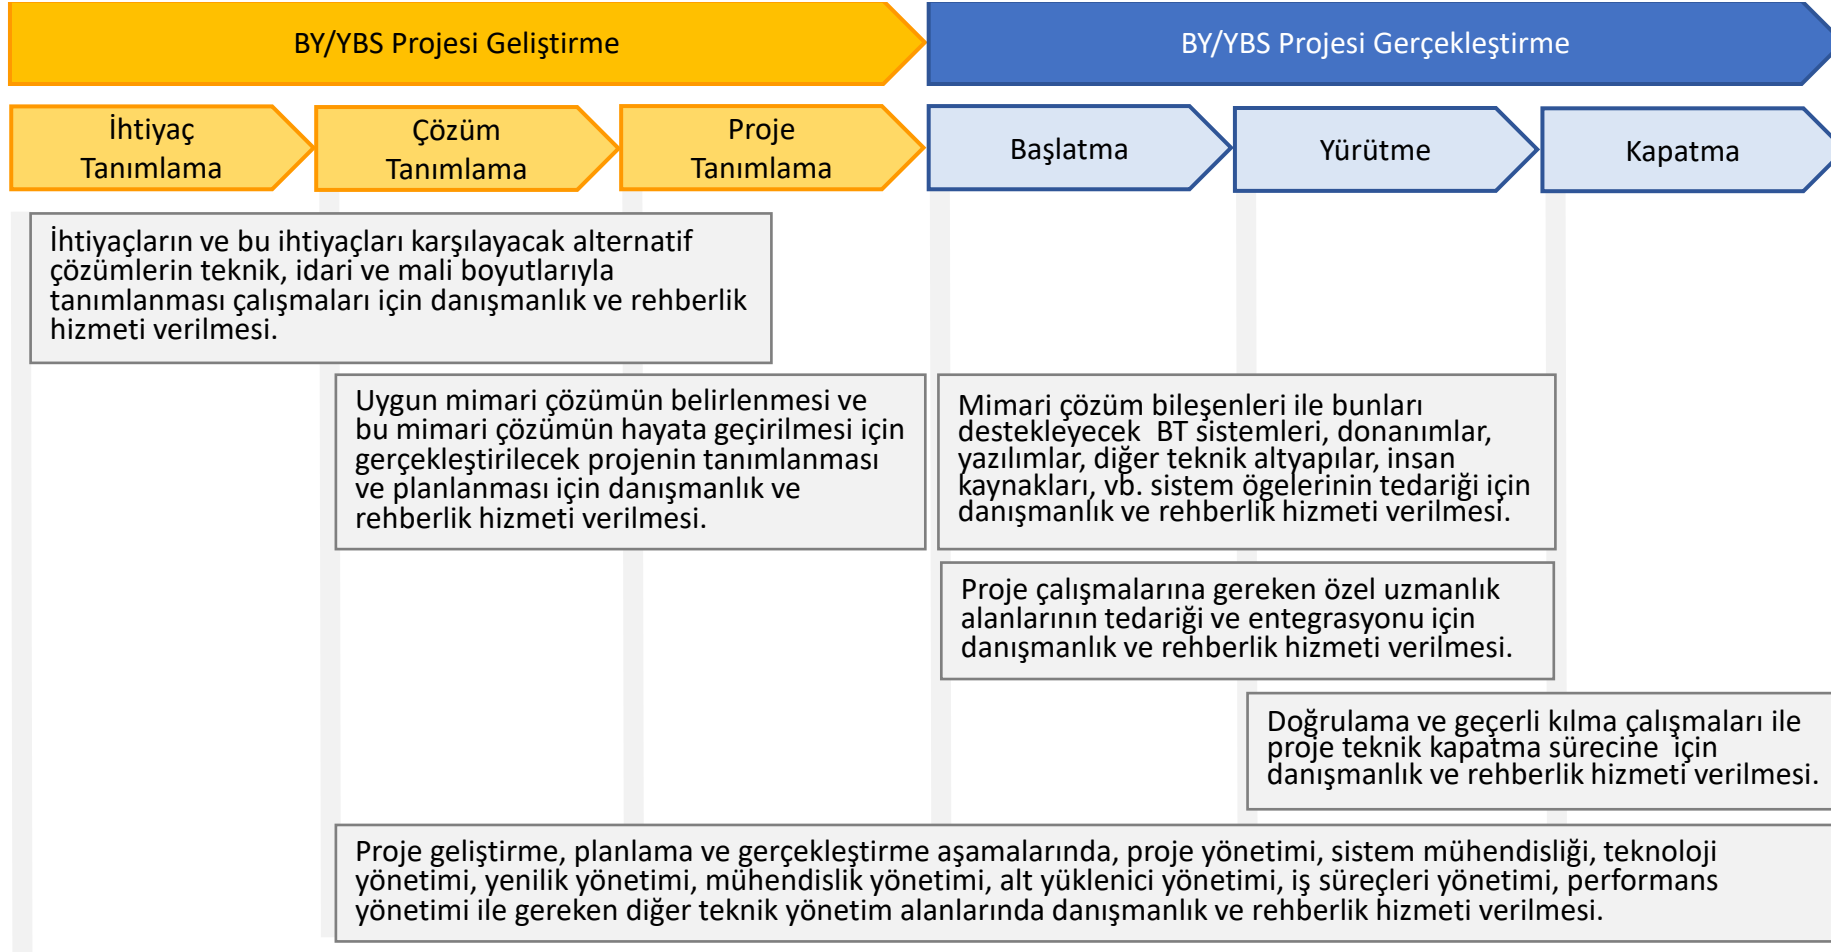 BY/YBS Projesi Geliştirme
BY/YBS Projesi Gerçekleştirme
İhtiyaç
Tanımlama
Çözüm
Tanımlama
Proje
Tanımlama
Başlatma
Yürütme
Kapatma
İhtiyaçların ve bu ihtiyaçları karşılayacak alternatif
çözümlerin teknik, idari ve mali boyutlarıyla
tanımlanması çalışmaları için danışmanlık ve rehberlik
hizmeti verilmesi.
Uygun mimari çözümün belirlenmesi ve
bu mimari çözümün hayata geçirilmesi için
gerçekleştirilecek projenin tanımlanması
ve planlanması için danışmanlık ve
rehberlik hizmeti verilmesi.
Mimari çözüm bileşenleri ile bunları
destekleyecek  BT sistemleri, donanımlar,
yazılımlar, diğer teknik altyapılar, insan
kaynakları, vb. sistem ögelerinin tedariği için
danışmanlık ve rehberlik hizmeti verilmesi.
Proje çalışmalarına gereken özel uzmanlık
alanlarının tedariği ve entegrasyonu için
danışmanlık ve rehberlik hizmeti verilmesi.
Doğrulama ve geçerli kılma çalışmaları ile
proje teknik kapatma sürecine  için
danışmanlık ve rehberlik hizmeti verilmesi.
Proje geliştirme, planlama ve gerçekleştirme aşamalarında, proje yönetimi, sistem mühendisliği, teknoloji
yönetimi, yenilik yönetimi, mühendislik yönetimi, alt yüklenici yönetimi, iş süreçleri yönetimi, performans
yönetimi ile gereken diğer teknik yönetim alanlarında danışmanlık ve rehberlik hizmeti verilmesi.